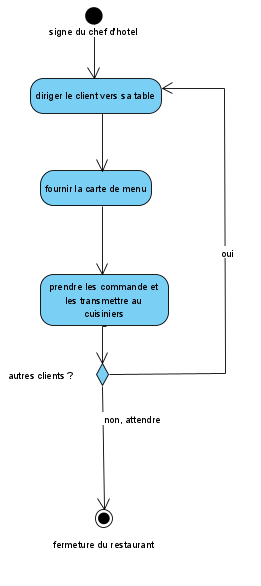 signe du chef d'hotel
diriger le client vers sa table
fournir la carte de menu
prendre les commande et
les transmettre au
cuisiniers
oui
autres clients ?
non, attendre
fermeture du restaurant